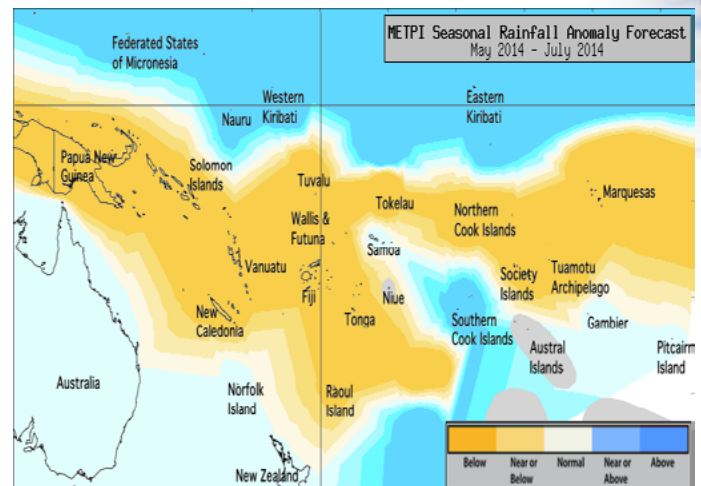 METPI Seasonal Rainfall Anomaly Forecast
May 2014 - July 2014
Federated States
of Micronesia
Western
Kiribati
Eastern
Kiribati
Nauru
Papua New
Guinea
Solomon
Islands
Tuvalu
Tokelau
Marquesas
Northern
Cook Islands
Wallis &
Futuna
Samoa
Vanuatu
Fiji
Niue
Society
Islands
Tuamotu
Archipelago
New
Caledonia
Tonga
Southern
Cook Islands
Gambier
Austral
Islands
Pitcairn
Island
Australia
Norfolk
Island
Raoul
Island
New Zealand
Below
Near or
Below
Normal
Near or
Above
Above